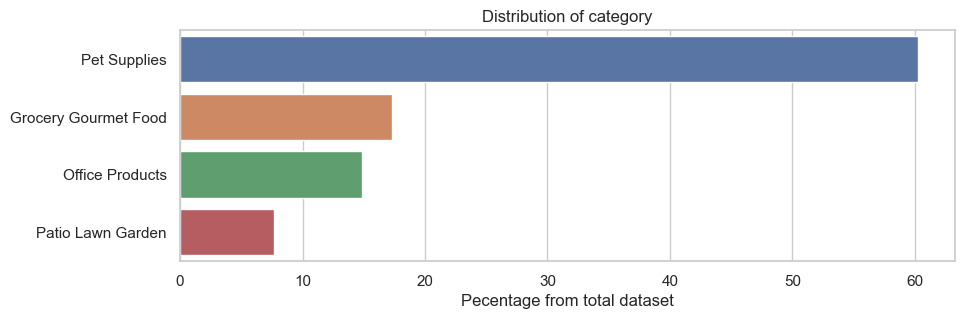 Distribution of category
Pet Supplies
Grocery Gourmet Food
Office Products
Patio Lawn Garden
0 10 20 30 40 50 60
Pecentage from total dataset